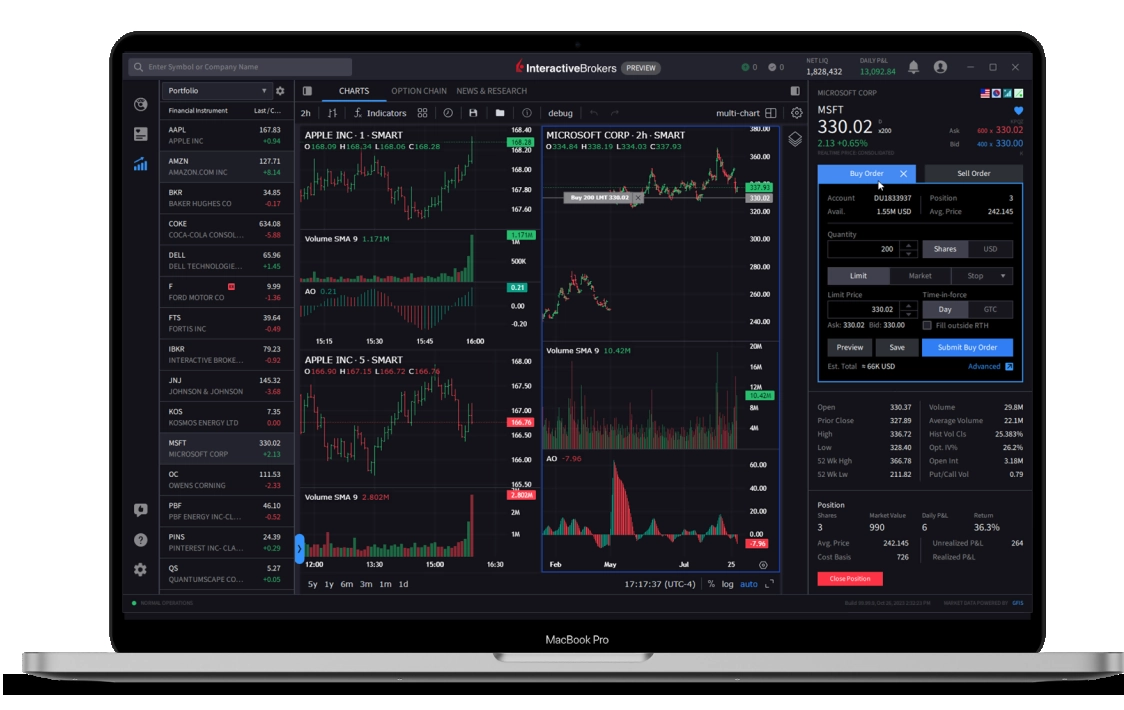 Enter Symbol or Company Name
InteractiveBrokers PREVIEW
0 0
NET LIQ DAILY P&L
1,828,432 13,092.84
Portfolio
Financial Instrument Last / C...
AAPL 167.83
APPLE INC +0.94
AMZN 127.71
AMAZON.COM INC +8.14
BKR 34.85
BAKER HUGHES CO -0.17
COKE 634.08
COCA-COLA CONSOL... -5.88
DELL 65.96
DELL TECHNOLOGIE... +1.45
F 9.99
FORD MOTOR CO -1.36
FTS 39.64
FORTIS INC -0.49
IBKR 79.23
INTERACTIVE BROKE... -0.92
JNJ 145.32
JOHNSON & JOHNSON -3.68
KOS 7.35
KOSMOS ENERGY LTD 0.00
MSFT 330.02
MICROSOFT CORP +2.13
OC 111.53
OWENS CORNING -2.33
PBF 46.10
PBF ENERGY INC-CL... -0.52
PINS 24.39
PINTEREST INC- CLA... +0.29
QS 5.27
QUANTUMSCAPE CO... +0.05
CHARTS OPTION CHAIN NEWS & RESEARCH
2h Indicators debug multi-chart
APPLE INC · 1 · SMART
O168.09 H168.34 L168.06 C168.28
168.40
168.28
168.20
168.00
167.80
167.60
Volume SMA 9 1.171M
1.171M
1M
500K
AO 0.21
0.21
0.00
-0.20
15:15 15:30 15:45 16:00
APPLE INC · 5 · SMART
O166.90 H167.15 L166.72 C166.76
168.00
167.50
167.00
166.76
166.50
166.00
165.50
Volume SMA 9 2.802M
2.802M
2M
1M
12:00 13:30 15:00 16:30
MICROSOFT CORP · 2h · SMART
O334.84 H338.19 L334.03 C337.93
380.00
360.00
337.93
Buy 200 LMT 330.02 X
330.02
320.00
300.00
280.00
260.00
240.00
Volume SMA 9 10.42M
20M
16M
12M
10.42M
8M
4M
AO -7.96
60.00
40.00
20.00
0.00
-7.96
Feb May Jul 25
5y 1y 6m 3m 1m 1d
17:17:37 (UTC-4) % log auto
MICROSOFT CORP
MSFT
330.02 x200
Ask 600 x 330.02
2.13 +0.65%
Bid 400 x 330.00
Buy Order Sell Order
Account DU1833937 Position 3
Avail. 1.55M USD Avg. Price 242.145
Quantity
200 Shares USD
Limit Market Stop
Limit Price Time-in-force
330.02 Day GTC
Ask: 330.02 Bid: 330.00 Fill outside RTH
Preview Save Submit Buy Order
Est. Total ≈ 66K USD Advanced
Open 330.37 Volume 29.8M
Prior Close 327.89 Average Volume 22.1M
High 336.72 Hist Vol Cls 25.383%
Low 328.40 Opt. IV% 26.2%
52 Wk Hgh 366.78 Open Int 3.18M
52 Wk Lw 211.82 Put/Call Vol 0.79
Position
Shares Market Value Daily P&L Return
3 990 6 36.3%
Avg. Price 242.145 Unrealized P&L 264
Cost Basis 726 Realized P&L
Close Position
NORMAL OPERATIONS
MARKET DATA POWERED BY GFIS
MacBook Pro